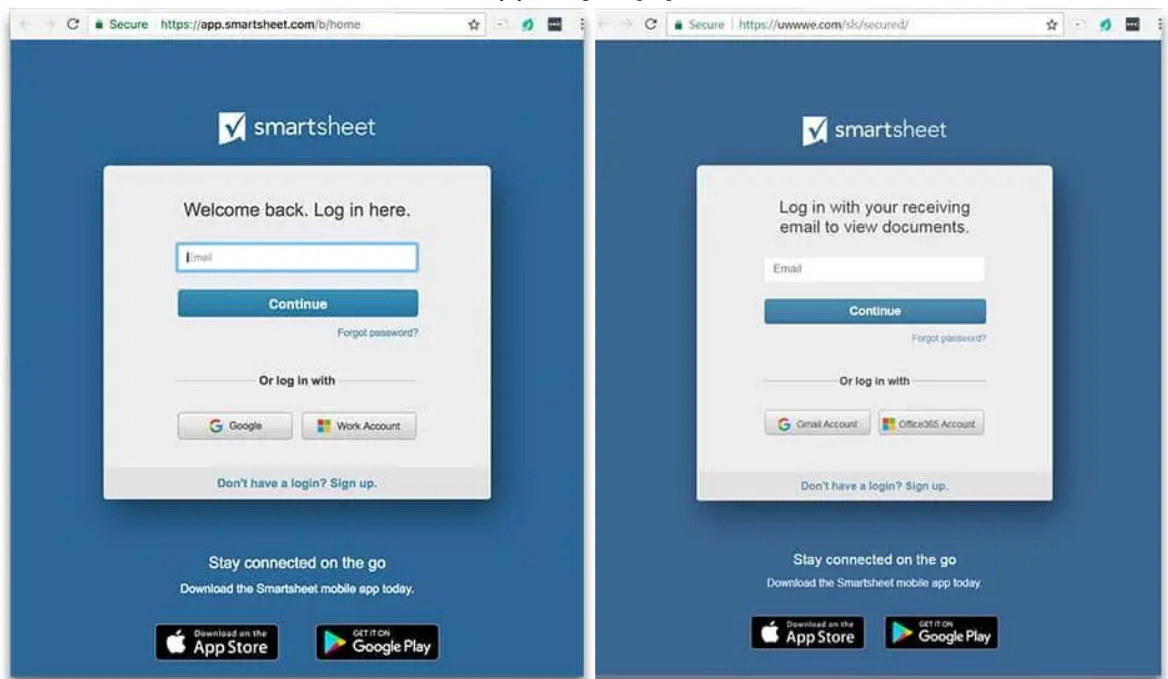 Secure https://app.smartsheet.com/b/home
smartsheet
Welcome back. Log in here.
Email
Continue
Forgot password?
Or log in with
Google Work Account
Don't have a login? Sign up.
Stay connected on the go
Download the Smartsheet mobile app today.
Download on the App Store
GET IT ON Google Play
Secure https://uwwwe.com/sls/secured/
smartsheet
Log in with your receiving
email to view documents.
Email
Continue
Forgot password?
Or log in with
Gmail Account Office365 Account
Don't have a login? Sign up.
Stay connected on the go
Download the Smartsheet mobile app today.
Download on the App Store
GET IT ON Google Play